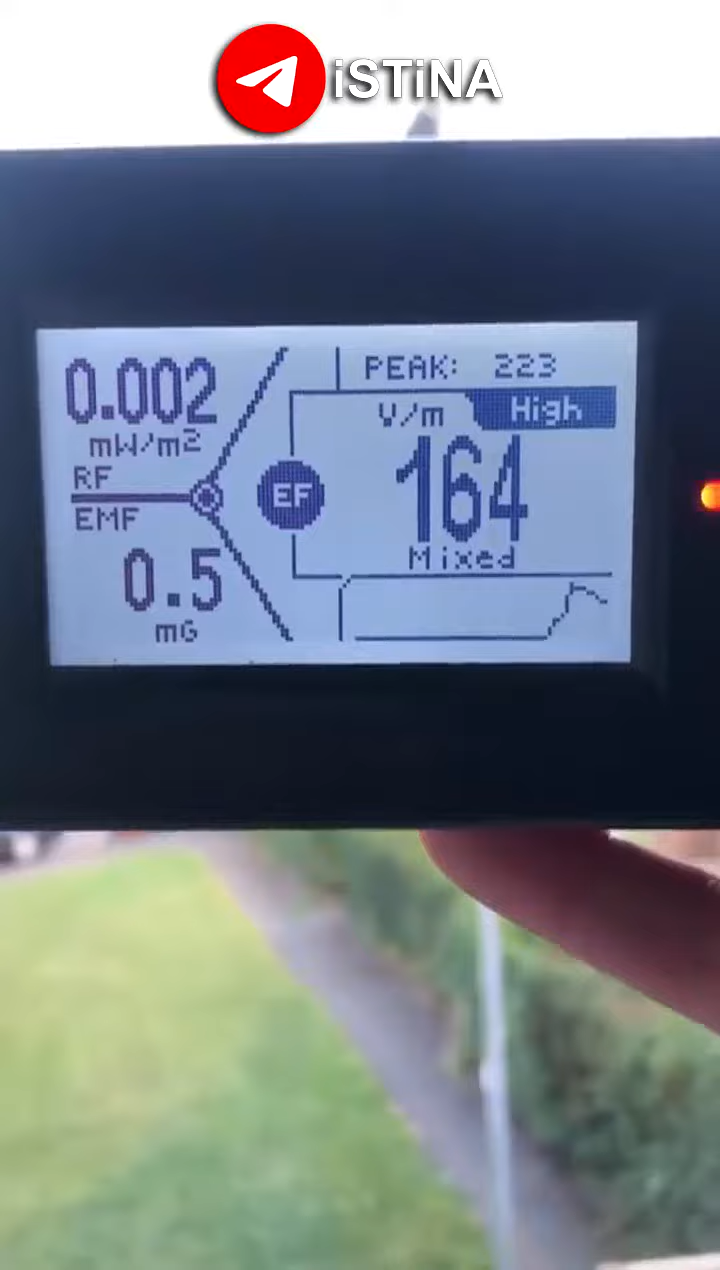 iSTiNA
0.002
mW/m2
RF
EMF
0.5
mG
PEAK: 223
V/m High
EF
164
Mixed